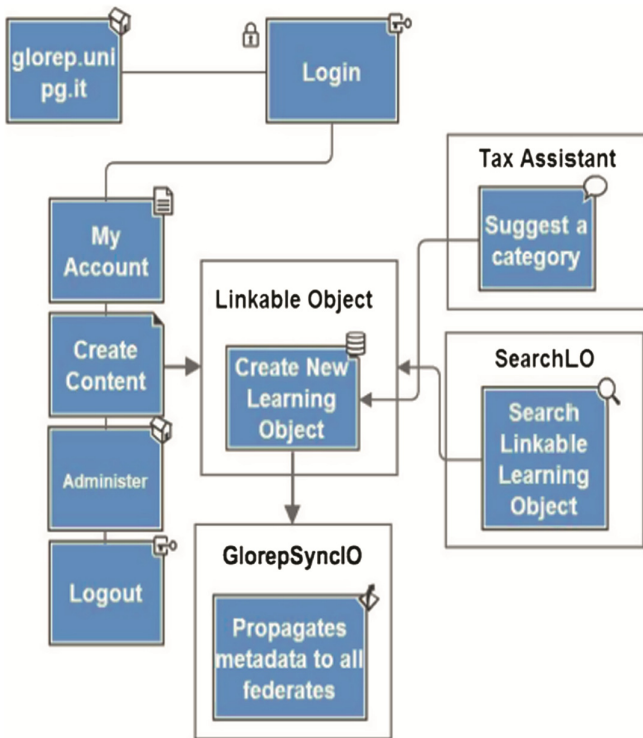 glorep.uni
pg.it
Login
My
Account
Create
Content
Administer
Logout
Linkable Object
Create New
Learning
Object
Tax Assistant
Suggest a
category
SearchLO
Search
Linkable
Learning
Object
GlorepSyncIO
Propagates
metadata to all
federates